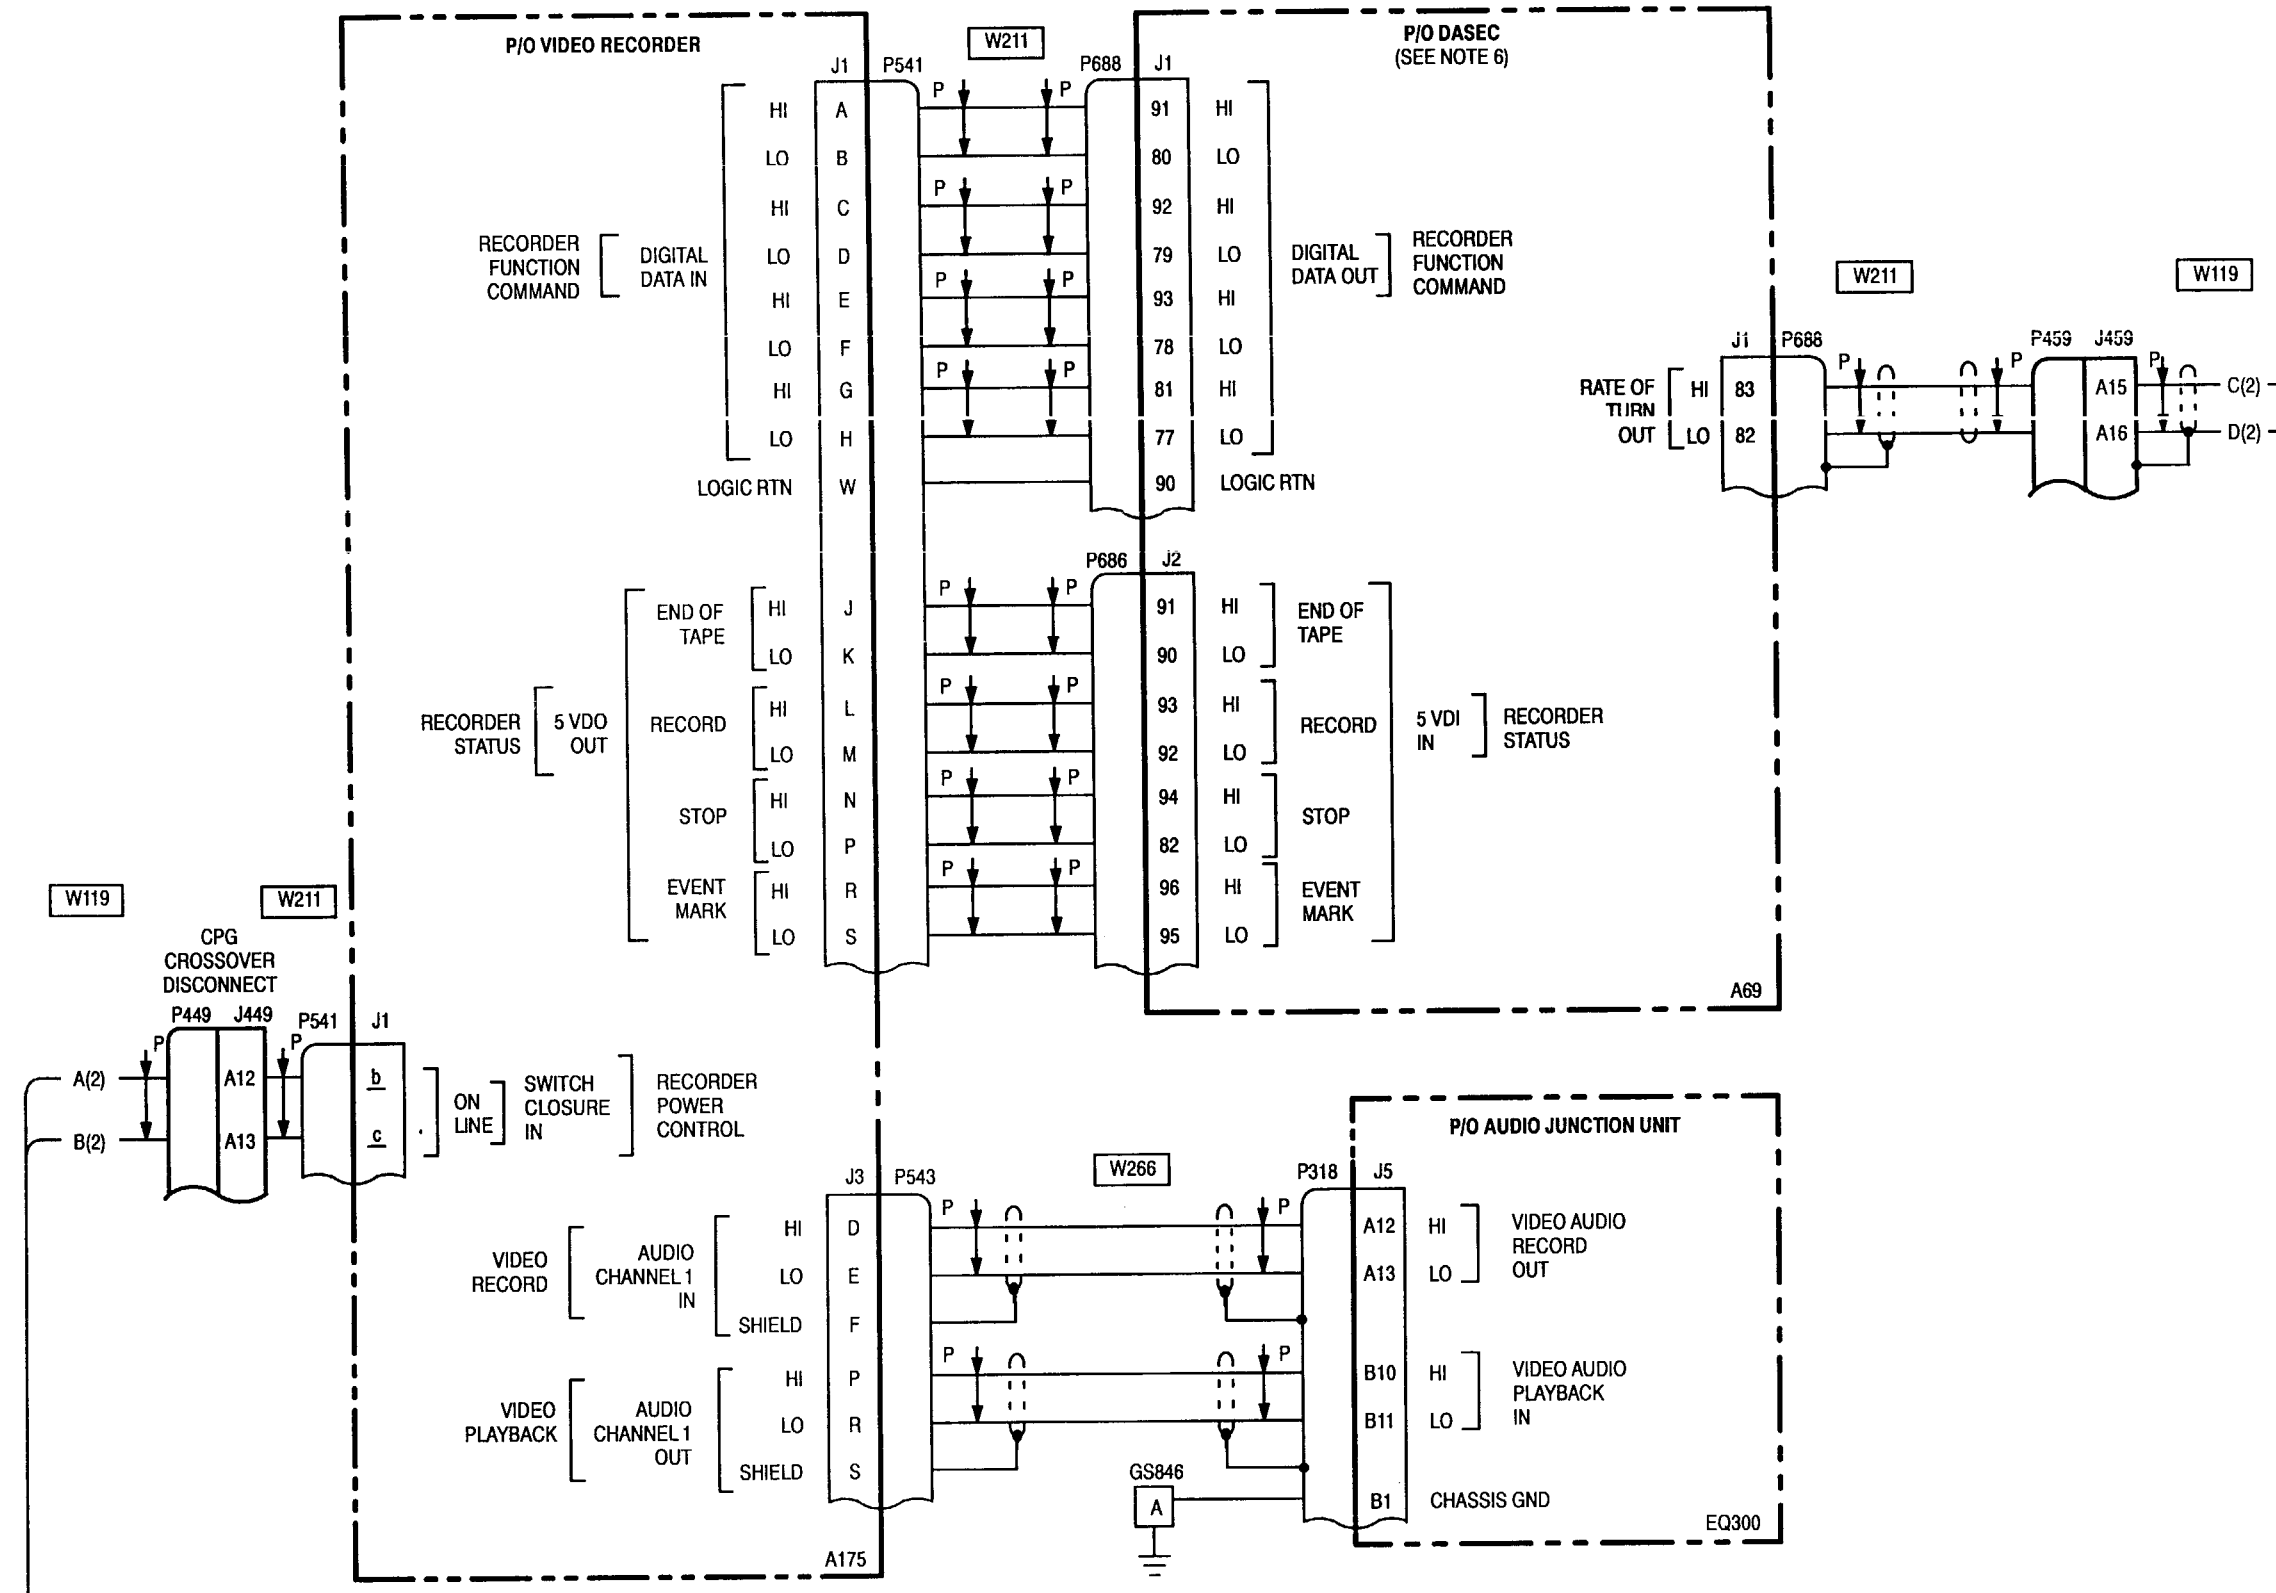 P/O VIDEO RECORDER
W211
P/O DASEC
(SEE NOTE 6)
J1 P541 P688 J1
P P
HI A 91 HI
LO B 80 LO
P P
HI C 92 HI
RECORDER
FUNCTION
COMMAND
DIGITAL
DATA IN
LO D 79 LO
DIGITAL
DATA OUT
RECORDER
FUNCTION
COMMAND
P P
HI E 93 HI
LO F 78 LO
P P
HI G 81 HI
LO H 77 LO
LOGIC RTN W 90 LOGIC RTN
W211
W119
J1 P688 P459 J459
P P P
RATE OF
TURN
OUT
HI 83 A15 C(2)
LO 82 A16 D(2)
P686 J2
RECORDER
STATUS
5 VDO
OUT
P P
END OF
TAPE
HI J 91 HI
END OF
TAPE
LO K 90 LO
P P
RECORD
HI L 93 HI
RECORD
LO M 92 LO
5 VDI
IN
RECORDER
STATUS
P P
STOP
HI N 94 HI
STOP
LO P 82 LO
P P
EVENT
MARK
HI R 96 HI
EVENT
MARK
LO S 95 LO
A69
W119
W211
CPG
CROSSOVER
DISCONNECT
P449 J449 P541 J1
P P
A(2) A12 b
B(2) A13 c
ON
LINE
SWITCH
CLOSURE
IN
RECORDER
POWER
CONTROL
P/O AUDIO JUNCTION UNIT
W266
J3 P543 P318 J5
P P
VIDEO
RECORD
AUDIO
CHANNEL 1
IN
HI D A12 HI
LO E A13 LO
SHIELD F
VIDEO AUDIO
RECORD
OUT
P P
VIDEO
PLAYBACK
AUDIO
CHANNEL 1
OUT
HI P B10 HI
LO R B11 LO
SHIELD S
VIDEO AUDIO
PLAYBACK
IN
GS846
A
B1 CHASSIS GND
EQ300
A175